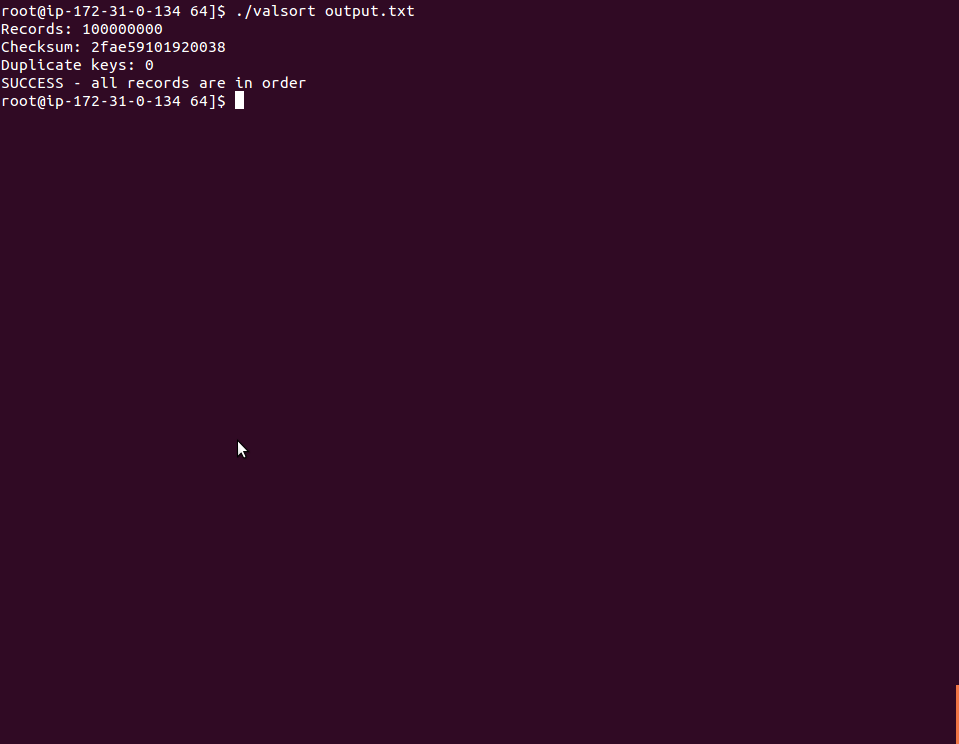 root@ip-172-31-0-134 64]$ ./valsort output.txt
Records: 100000000
Checksum: 2fae59101920038
Duplicate keys: 0
SUCCESS - all records are in order
root@ip-172-31-0-134 64]$